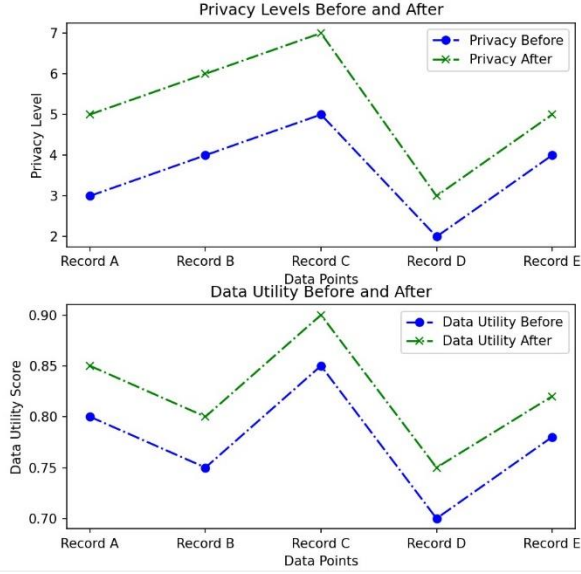 Privacy Levels Before and After
7
6
5
4
3
2
Privacy Level
Privacy Before
Privacy After
Record A Record B Record C Record D Record E
Data Points
Data Utility Before and After
0.90
0.85
0.80
0.75
0.70
Data Utility Score
Data Utility Before
Data Utility After
Record A Record B Record C Record D Record E
Data Points